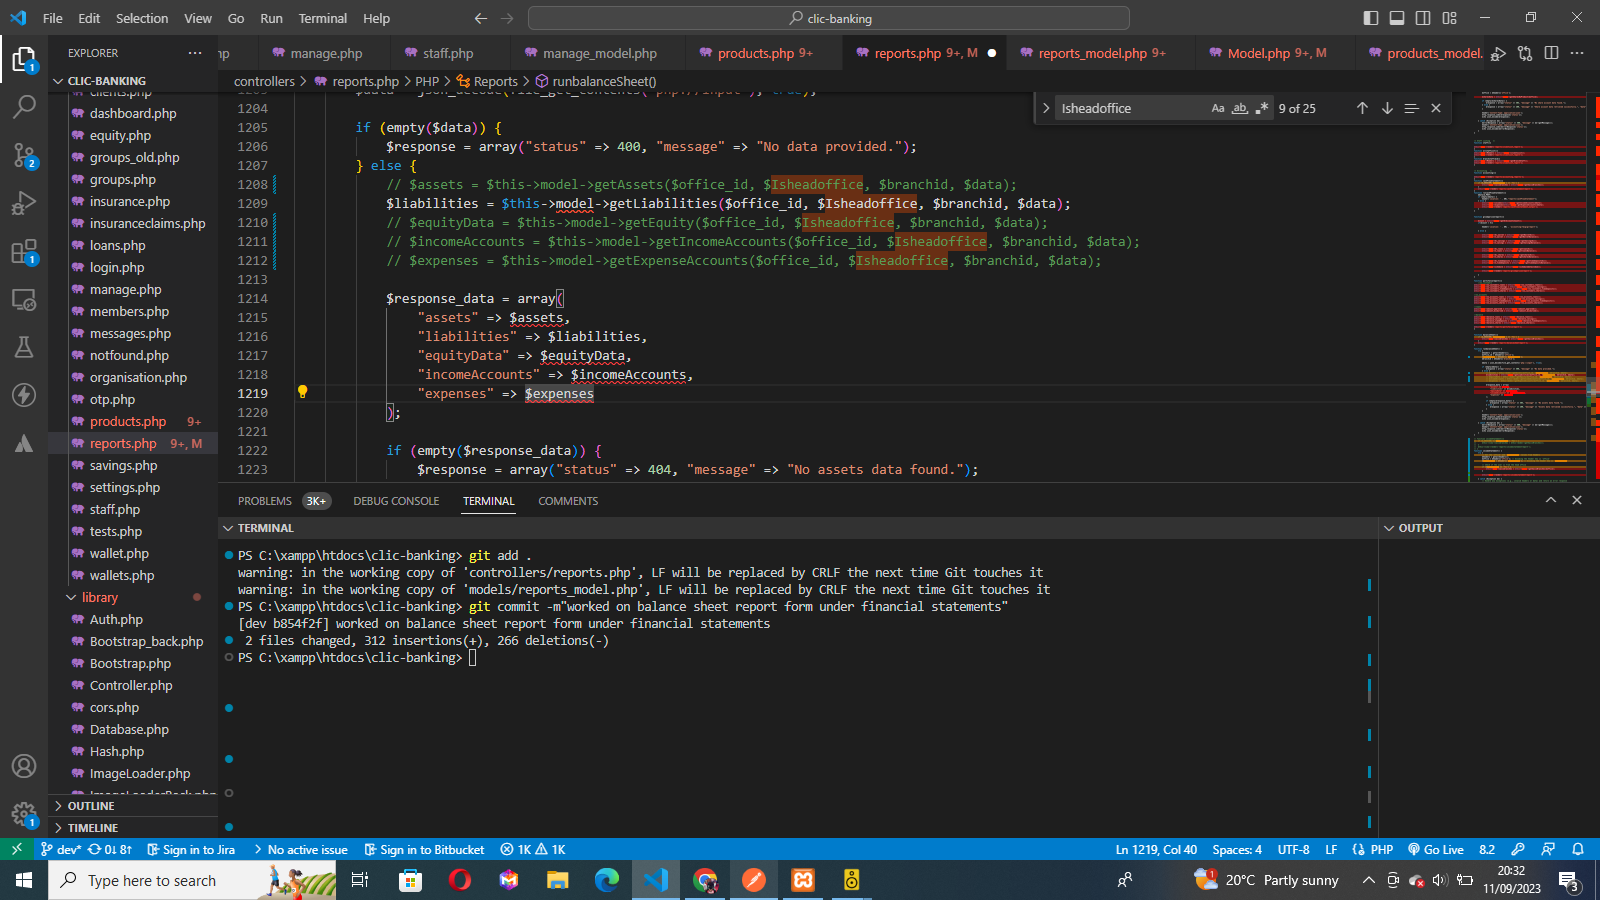 File Edit Selection View Go Run Terminal Help
clic-banking
EXPLORER
manage.php
staff.php
manage_model.php
products.php 9+
reports.php 9+, M
reports_model.php 9+
Model.php 9+, M
products_model.
CLIC-BANKING
controllers > reports.php > PHP > Reports > runbalanceSheet()
Isheadoffice
Aa ab 9 of 25
dashboard.php
equity.php
groups_old.php
groups.php
insurance.php
insuranceclaims.php
loans.php
login.php
manage.php
members.php
messages.php
notfound.php
organisation.php
otp.php
products.php 9+
reports.php 9+, M
savings.php
settings.php
staff.php
tests.php
wallet.php
wallets.php
library
Auth.php
Bootstrap_back.php
Bootstrap.php
Controller.php
cors.php
Database.php
Hash.php
ImageLoader.php
ImageLoaderBack.php
OUTLINE
TIMELINE
1204
1205 if (empty($data)) {
1206 $response = array("status" => 400, "message" => "No data provided.");
1207 } else {
1208 // $assets = $this->model->getAssets($office_id, $Isheadoffice, $branchid, $data);
1209 $liabilities = $this->model->getLiabilities($office_id, $Isheadoffice, $branchid, $data);
1210 // $equityData = $this->model->getEquity($office_id, $Isheadoffice, $branchid, $data);
1211 // $incomeAccounts = $this->model->getIncomeAccounts($office_id, $Isheadoffice, $branchid, $data);
1212 // $expenses = $this->model->getExpenseAccounts($office_id, $Isheadoffice, $branchid, $data);
1213
1214 $response_data = array(
1215 "assets" => $assets,
1216 "liabilities" => $liabilities,
1217 "equityData" => $equityData,
1218 "incomeAccounts" => $incomeAccounts,
1219 "expenses" => $expenses
1220 );
1221
1222 if (empty($response_data)) {
1223 $response = array("status" => 404, "message" => "No assets data found.");
PROBLEMS 3K+ DEBUG CONSOLE TERMINAL COMMENTS
TERMINAL
OUTPUT
PS C:\xampp\htdocs\clic-banking> git add .
warning: in the working copy of 'controllers/reports.php', LF will be replaced by CRLF the next time Git touches it
warning: in the working copy of 'models/reports_model.php', LF will be replaced by CRLF the next time Git touches it
PS C:\xampp\htdocs\clic-banking> git commit -m"worked on balance sheet report form under financial statements"
[dev b854f2f] worked on balance sheet report form under financial statements
2 files changed, 312 insertions(+), 266 deletions(-)
PS C:\xampp\htdocs\clic-banking>
dev* 0↓ 8↑ Sign in to Jira No active issue Sign in to Bitbucket 1K 1K
Ln 1219, Col 40 Spaces: 4 UTF-8 LF PHP Go Live 8.2
Type here to search
20°C Partly sunny
20:32
11/09/2023
3